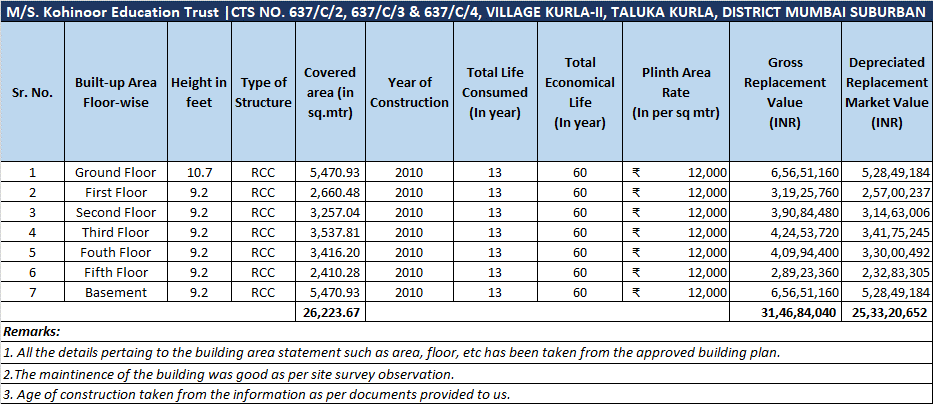 M/S. Kohinoor Education Trust | CTS NO. 637/C/2, 637/C/3 & 637/C/4, VILLAGE KURLA-II, TALUKA KURLA, DISTRICT MUMBAI SUBURBAN
Sr. No. Built-up Area Floor-wise Height in feet Type of Structure Covered area (in sq.mtr) Year of Construction Total Life Consumed (In year) Total Economical Life (In year) Plinth Area Rate (In per sq mtr) Gross Replacement Value (INR) Depreciated Replacement Market Value (INR)
1 Ground Floor 10.7 RCC 5,470.93 2010 13 60 ₹ 12,000 6,56,51,160 5,28,49,184
2 First Floor 9.2 RCC 2,660.48 2010 13 60 ₹ 12,000 3,19,25,760 2,57,00,237
3 Second Floor 9.2 RCC 3,257.04 2010 13 60 ₹ 12,000 3,90,84,480 3,14,63,006
4 Third Floor 9.2 RCC 3,537.81 2010 13 60 ₹ 12,000 4,24,53,720 3,41,75,245
5 Fouth Floor 9.2 RCC 3,416.20 2010 13 60 ₹ 12,000 4,09,94,400 3,30,00,492
6 Fifth Floor 9.2 RCC 2,410.28 2010 13 60 ₹ 12,000 2,89,23,360 2,32,83,305
7 Basement 9.2 RCC 5,470.93 2010 13 60 ₹ 12,000 6,56,51,160 5,28,49,184
26,223.67 31,46,84,040 25,33,20,652
Remarks:
1. All the details pertaing to the building area statement such as area, floor, etc has been taken from the approved building plan.
2.The maintinence of the building was good as per site survey observation.
3. Age of construction taken from the information as per documents provided to us.